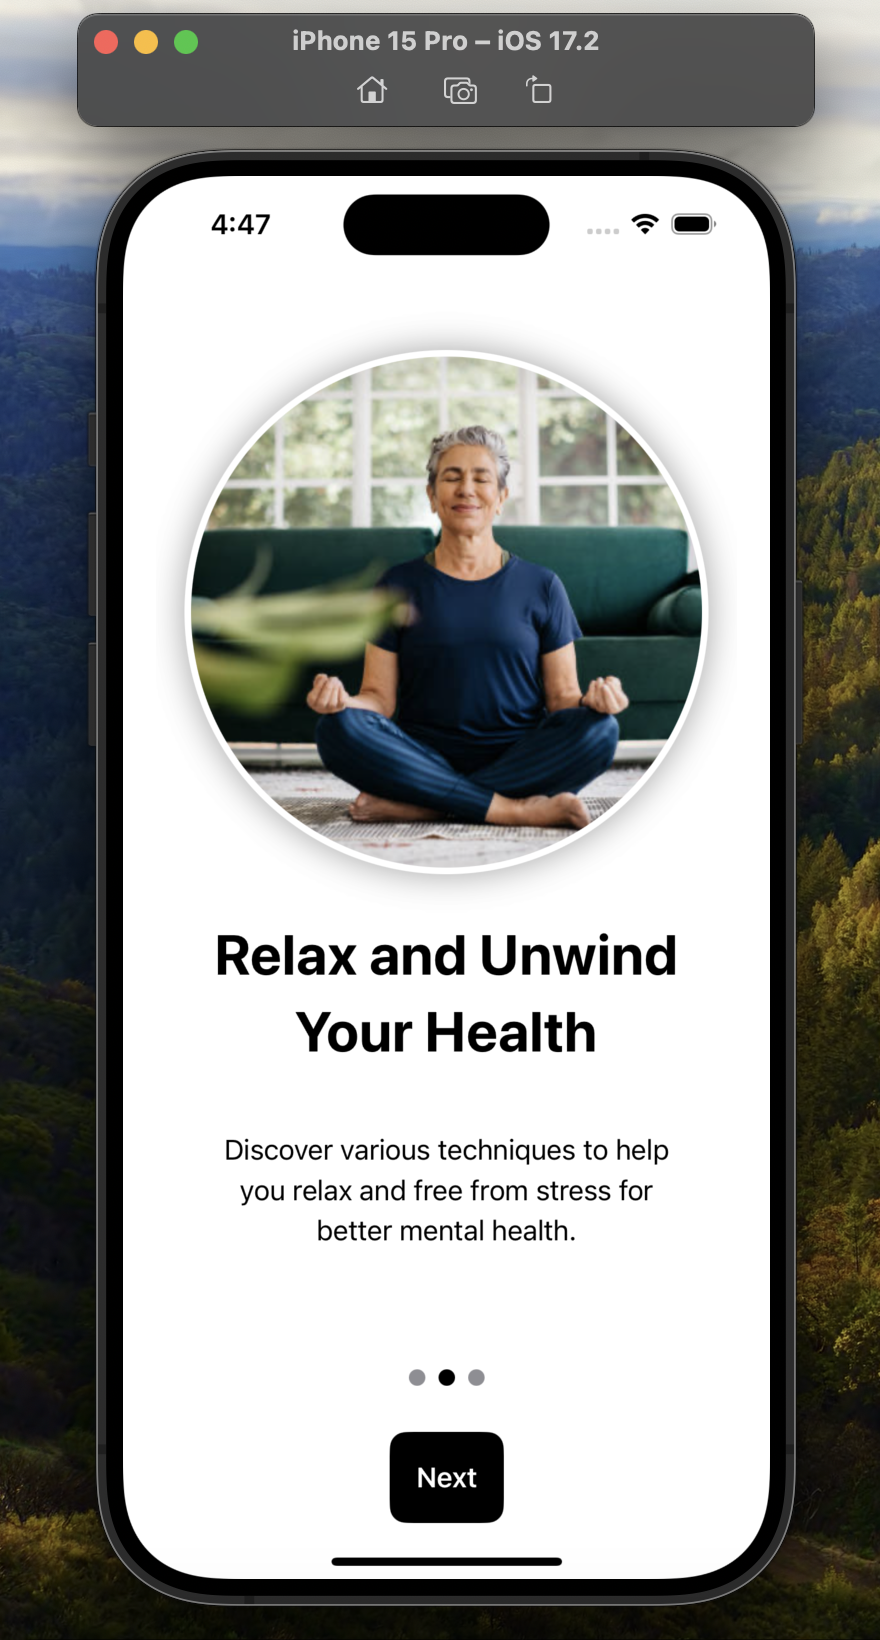 iPhone 15 Pro – iOS 17.2
4:47
Relax and Unwind
Your Health
Discover various techniques to help
you relax and free from stress for
better mental health.
Next